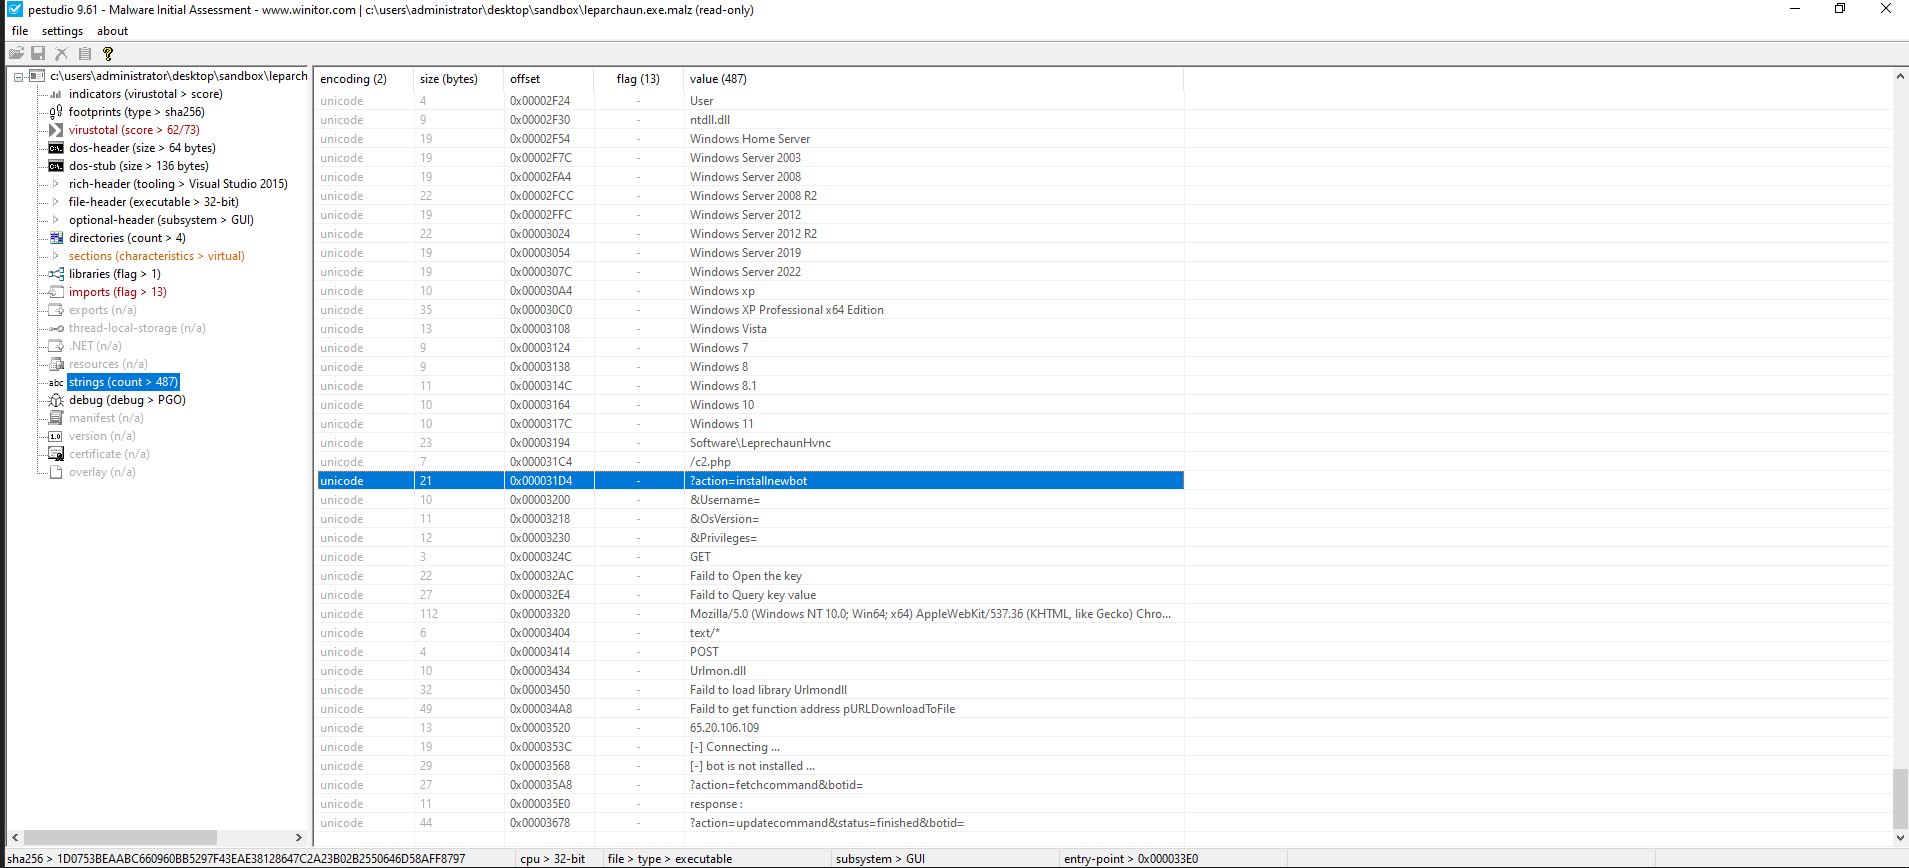 pestudio 9.61 - Malware Initial Assessment - www.winitor.com | c:\users\administrator\desktop\sandbox\leparchaun.exe.malz (read-only)
file settings about
c:\users\administrator\desktop\sandbox\leparch
indicators (virustotal > score)
footprints (type > sha256)
virustotal (score > 62/73)
dos-header (size > 64 bytes)
dos-stub (size > 136 bytes)
rich-header (tooling > Visual Studio 2015)
file-header (executable > 32-bit)
optional-header (subsystem > GUI)
directories (count > 4)
sections (characteristics > virtual)
libraries (flag > 1)
imports (flag > 13)
exports (n/a)
thread-local-storage (n/a)
.NET (n/a)
resources (n/a)
abc strings (count > 487)
debug (debug > PGO)
manifest (n/a)
1.0 version (n/a)
certificate (n/a)
overlay (n/a)
encoding (2) size (bytes) offset flag (13) value (487)
unicode 4 0x00002F24 - User
unicode 9 0x00002F30 - ntdll.dll
unicode 19 0x00002F54 - Windows Home Server
unicode 19 0x00002F7C - Windows Server 2003
unicode 19 0x00002FA4 - Windows Server 2008
unicode 22 0x00002FCC - Windows Server 2008 R2
unicode 19 0x00002FFC - Windows Server 2012
unicode 22 0x00003024 - Windows Server 2012 R2
unicode 19 0x00003054 - Windows Server 2019
unicode 19 0x0000307C - Windows Server 2022
unicode 10 0x000030A4 - Windows xp
unicode 35 0x000030C0 - Windows XP Professional x64 Edition
unicode 13 0x00003108 - Windows Vista
unicode 9 0x00003124 - Windows 7
unicode 9 0x00003138 - Windows 8
unicode 11 0x0000314C - Windows 8.1
unicode 10 0x00003164 - Windows 10
unicode 10 0x0000317C - Windows 11
unicode 23 0x00003194 - Software\LeprechaunHvnc
unicode 7 0x000031C4 - /c2.php
unicode 21 0x000031D4 - ?action=installnewbot
unicode 10 0x00003200 - &Username=
unicode 11 0x00003218 - &OsVersion=
unicode 12 0x00003230 - &Privileges=
unicode 3 0x0000324C - GET
unicode 22 0x000032AC - Faild to Open the key
unicode 27 0x000032E4 - Faild to Query key value
unicode 112 0x00003320 - Mozilla/5.0 (Windows NT 10.0; Win64; x64) AppleWebKit/537.36 (KHTML, like Gecko) Chro...
unicode 6 0x00003404 - text/*
unicode 4 0x00003414 - POST
unicode 10 0x00003434 - Urlmon.dll
unicode 32 0x00003450 - Faild to load library Urlmondll
unicode 49 0x000034A8 - Faild to get function address pURLDownloadToFile
unicode 13 0x00003520 - 65.20.106.109
unicode 19 0x0000353C - [-] Connecting ...
unicode 29 0x00003568 - [-] bot is not installed ...
unicode 27 0x000035A8 - ?action=fetchcommand&botid=
unicode 11 0x000035E0 - response :
unicode 44 0x00003678 - ?action=updatecommand&status=finished&botid=
sha256 > 1D0753BEAABC660960BB5297F43EAE38128647C2A23B02B2550646D58AFF8797 cpu > 32-bit file > type > executable subsystem > GUI entry-point > 0x000033E0